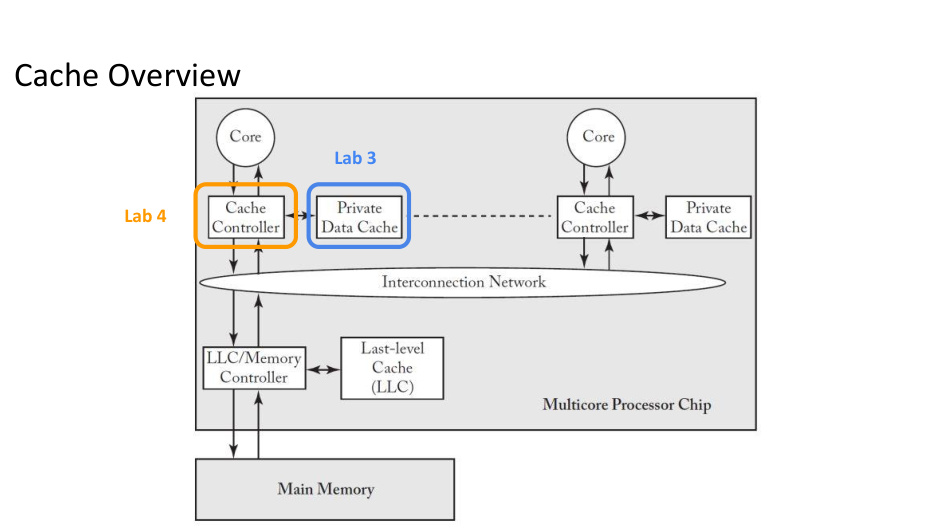 Cache Overview
Core
Core
Lab 3
Lab 4
Cache
Controller
Private
Data Cache
Cache
Controller
Private
Data Cache
Interconnection Network
LLC/Memory
Controller
Last-level
Cache
(LLC)
Multicore Processor Chip
Main Memory